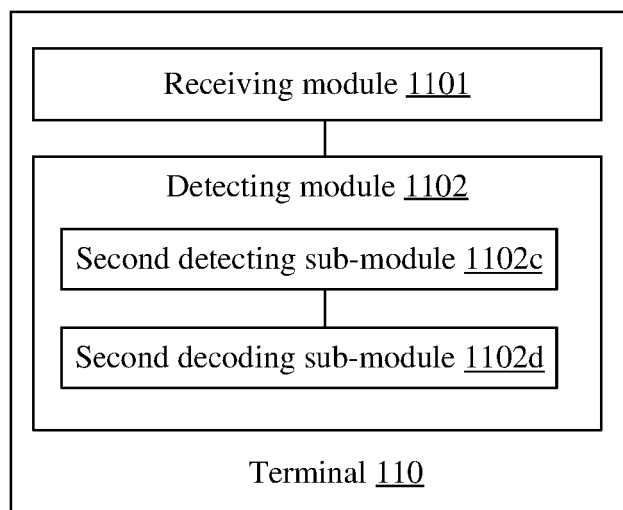 Receiving module 1101
Detecting module 1102
Second detecting sub-module 1102c
Second decoding sub-module 1102d
Terminal 110